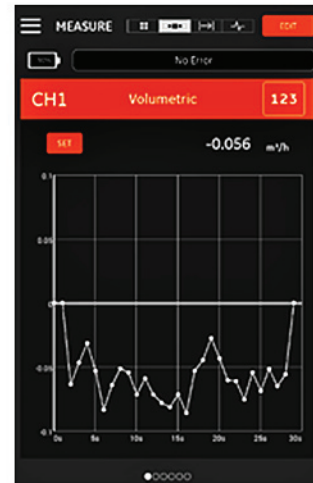 MEASURE EDIT
No Error
CH1 Volumetric 123
SET -0.056 m³/h
0.1
0.05
0
-0.05
-0.1
0s 5s 10s 15s 20s 25s 30s